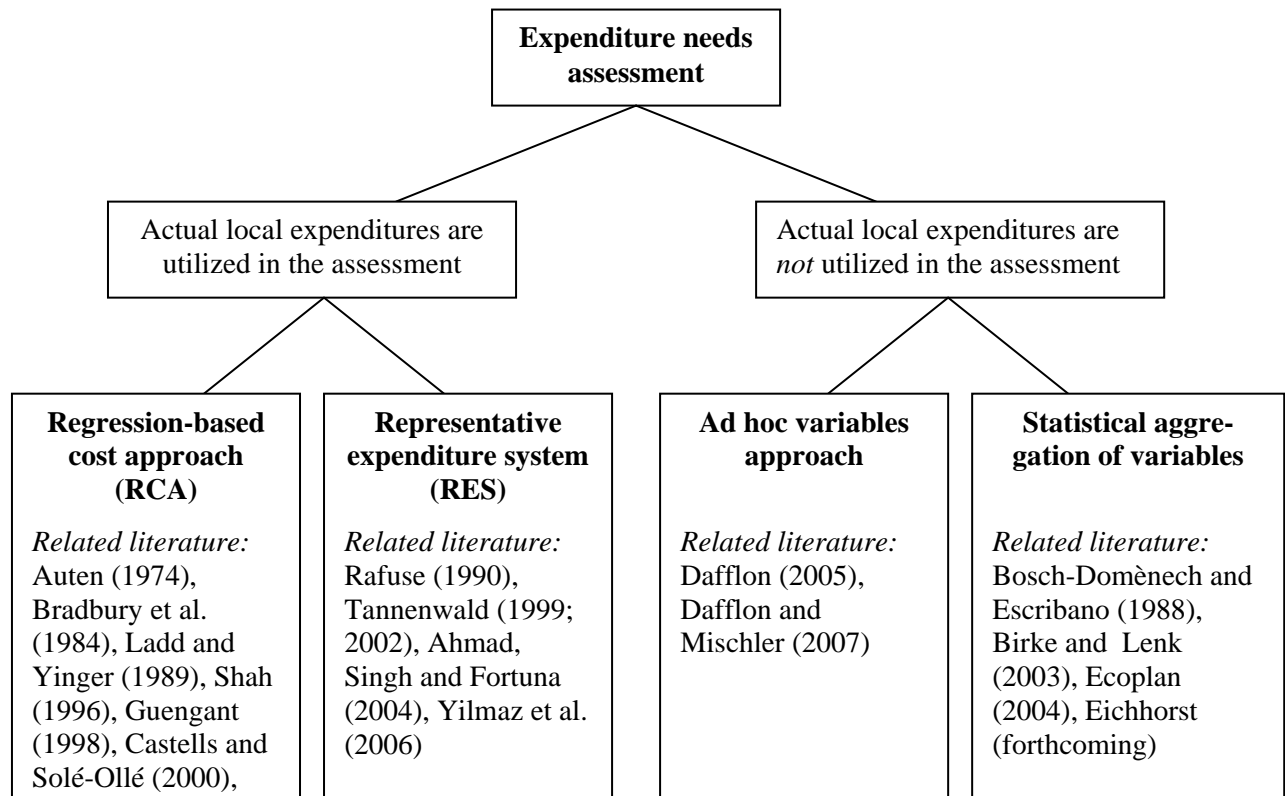 Expenditure needs
assessment
Actual local expenditures are
utilized in the assessment
Actual local expenditures are
not utilized in the assessment
Regression-based
cost approach
(RCA)
Related literature:
Auten (1974),
Bradbury et al.
(1984), Ladd and
Yinger (1989), Shah
(1996), Guengant
(1998), Castells and
Solé-Ollé (2000),
Representative
expenditure system
(RES)
Related literature:
Rafuse (1990),
Tannenwald (1999;
2002), Ahmad,
Singh and Fortuna
(2004), Yilmaz et al.
(2006)
Ad hoc variables
approach
Related literature:
Dafflon (2005),
Dafflon and
Mischler (2007)
Statistical aggre-
gation of variables
Related literature:
Bosch-Domènech and
Escribano (1988),
Birke and Lenk
(2003), Ecoplan
(2004), Eichhorst
(forthcoming)